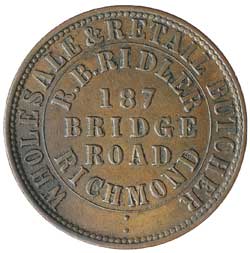 WHOLESALE & RETAIL BUTCHER
R.B. RIDLER
187
BRIDGE
ROAD
RICHMOND